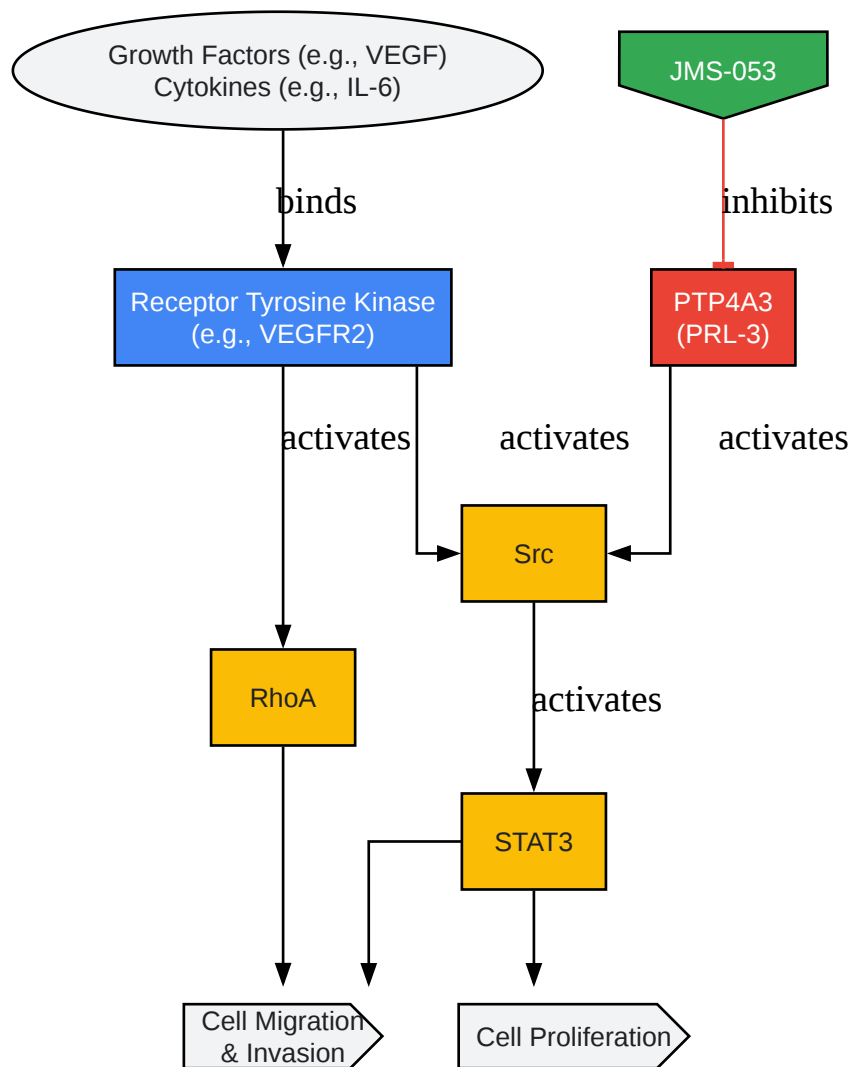 Growth Factors (e.g., VEGF)
Cytokines (e.g., IL-6)
JMS-053
binds
inhibits
Receptor Tyrosine Kinase
(e.g., VEGFR2)
PTP4A3
(PRL-3)
activates
activates
activates
Src
RhoA
activates
STAT3
Cell Migration
& Invasion
Cell Proliferation